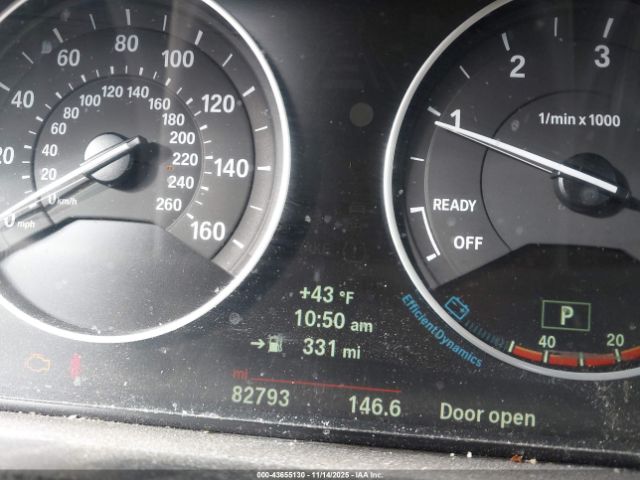 80
60
100
40
120
20
140
0 mph
160
100 120 140
80
160
60
180
40
200
20
220
0 km/h
240
260
1
2
3
1/min x 1000
READY
OFF
+43 °F
10:50 am
331 mi
EfficientDynamics
P
40
20
mi
82793
146.6
Door open
000-43655130 - 11/14/2025 - IAAI, Inc.